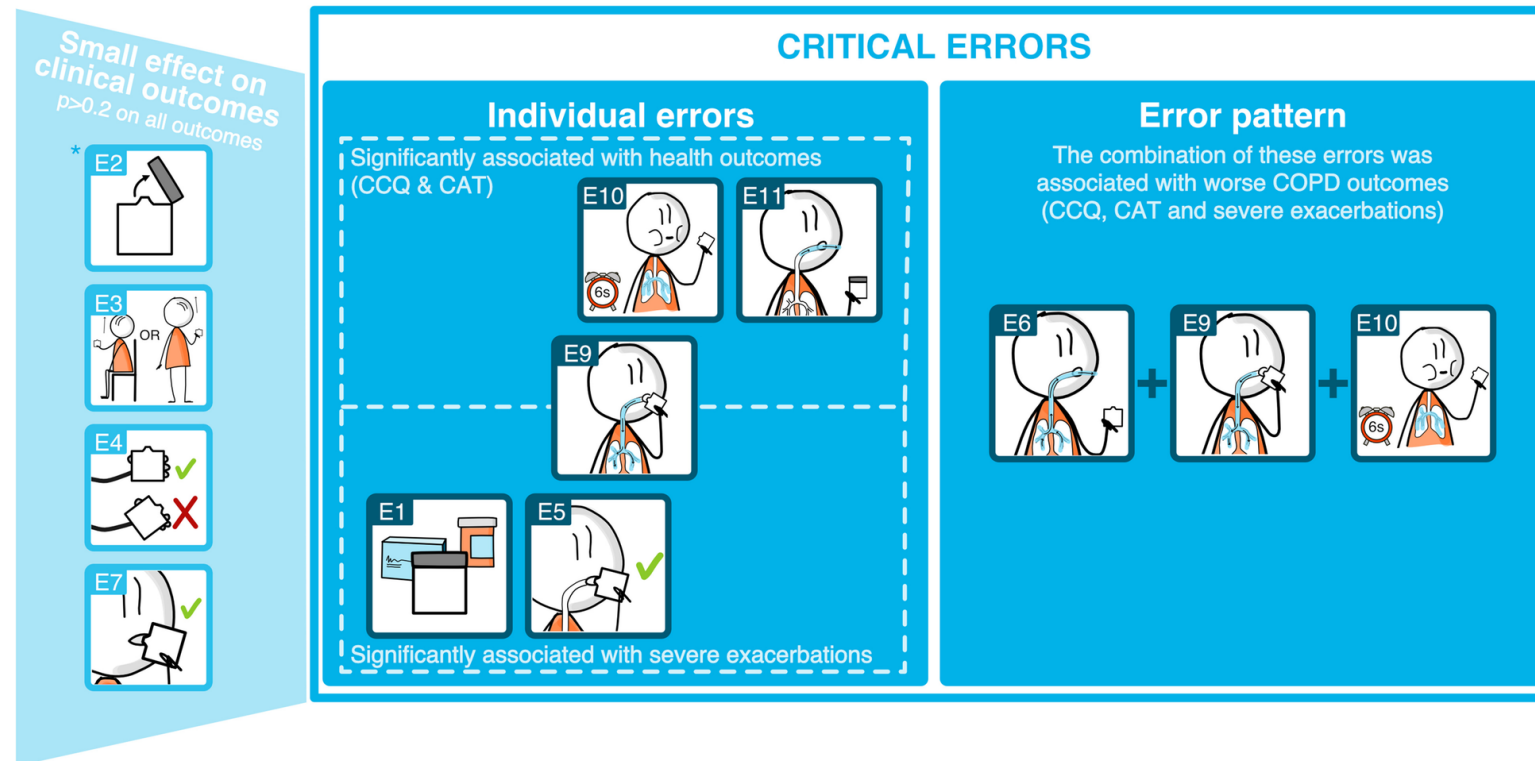 Small effect on
clinical outcomes
p>0.2 on all outcomes
*
E2
E3
OR
E4
E7
CRITICAL ERRORS
Individual errors
Significantly associated with health outcomes
(CCQ & CAT)
E10
6s
E11
E9
E1
E5
Significantly associated with severe exacerbations
Error pattern
The combination of these errors was
associated with worse COPD outcomes
(CCQ, CAT and severe exacerbations)
E6
+
E9
+
E10
6s